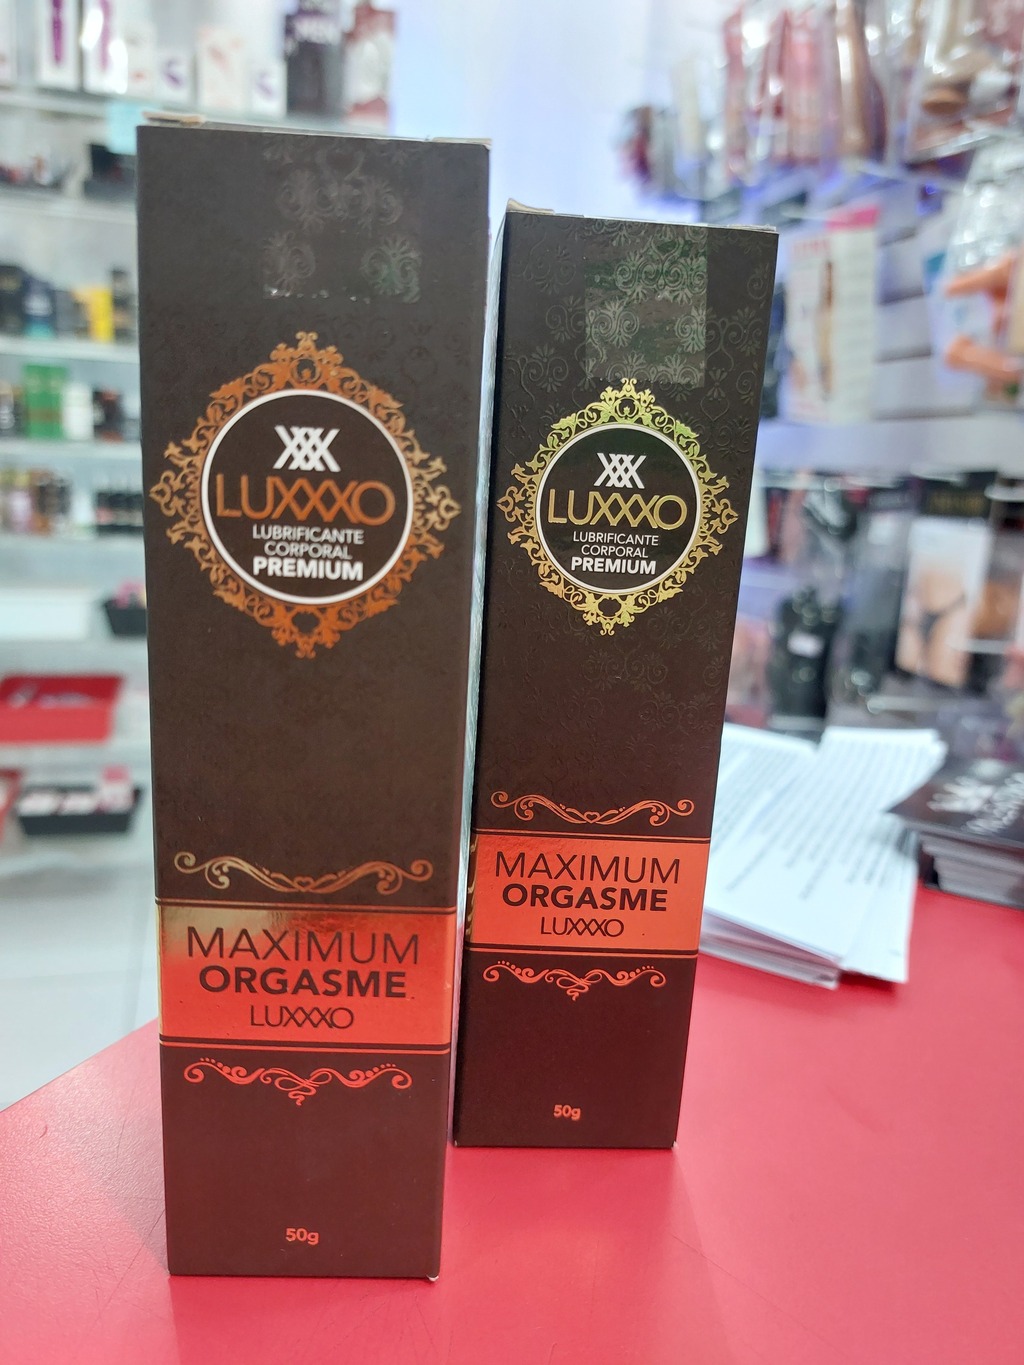 XXX
LUXXXO
LUBRIFICANTE
CORPORAL
PREMIUM
MAXIMUM
ORGASME
LUXXXO
50g
XXX
LUXXXO
LUBRIFICANTE
CORPORAL
PREMIUM
MAXIMUM
ORGASME
LUXXXO
50g